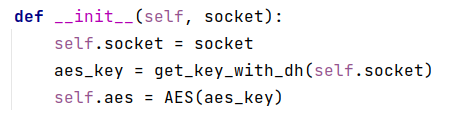 def __init__(self, socket):
    self.socket = socket
    aes_key = get_key_with_dh(self.socket)
    self.aes = AES(aes_key)